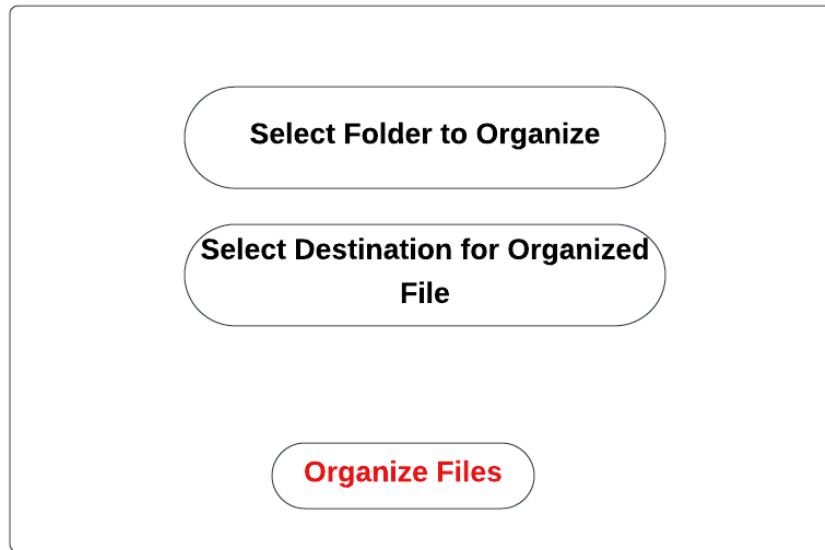 Select Folder to Organize
Select Destination for Organized
File
Organize Files